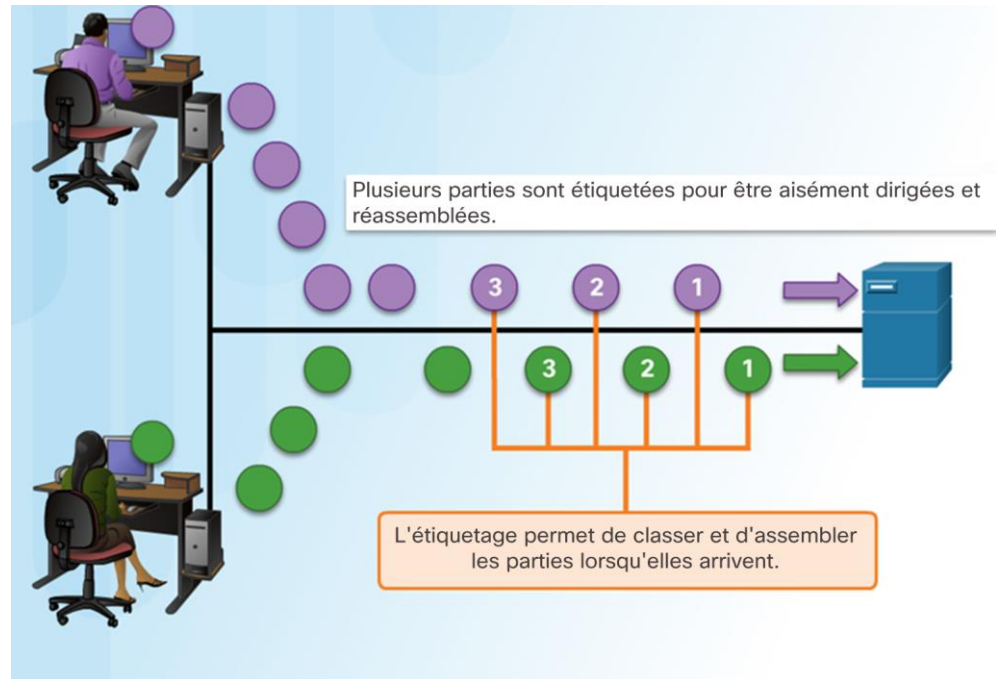 Plusieurs parties sont étiquetées pour être aisément dirigées et
réassemblées.
3 2 1
3 2 1
L'étiquetage permet de classer et d'assembler
les parties lorsqu'elles arrivent.